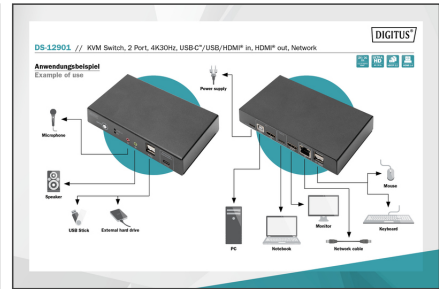 DIGITUS®
DS-12901 // KVM Switch, 2 Port, 4K30Hz, USB-C™/USB/HDMI® in, HDMI® out, Network
Anwendungsbeispiel
Example of use
Power supply
Microphone
Speaker
USB Stick
External hard drive
PC
Notebook
Monitor
Network cable
Mouse
Keyboard